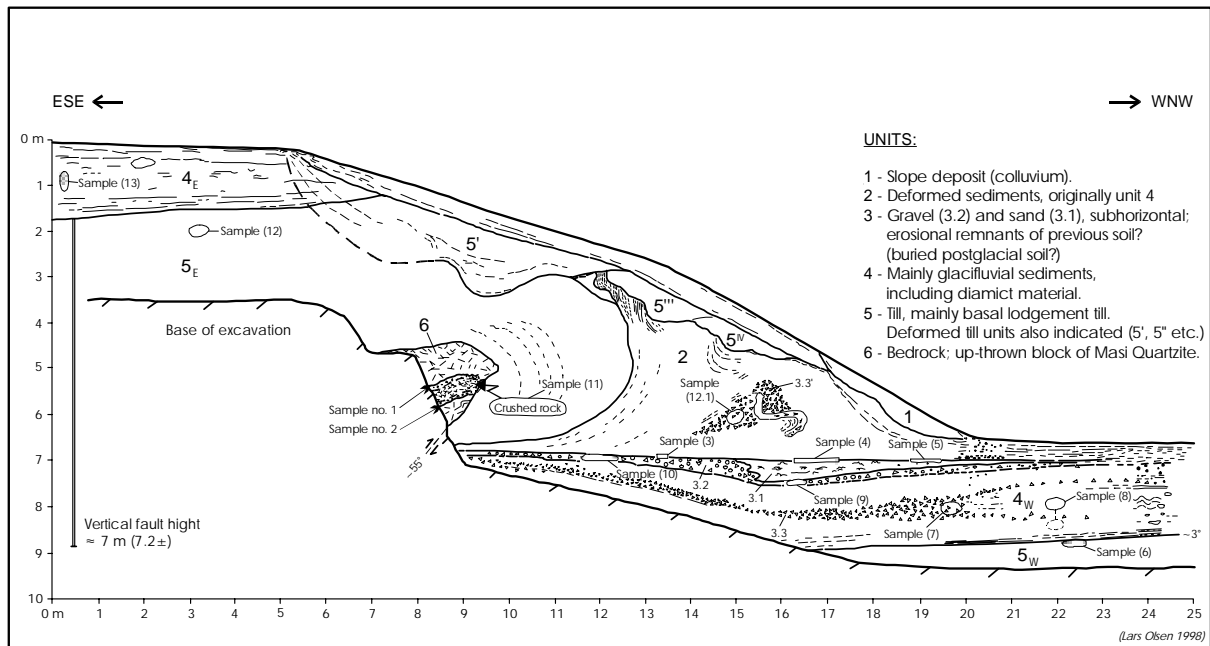 ESE
WNW
UNITS:
1 - Slope deposit (colluvium).
2 - Deformed sediments, originally unit 4
3 - Gravel (3.2) and sand (3.1), subhorizontal;
erosional remnants of previous soil?
(buried postglacial soil?)
4 - Mainly glacifluvial sediments,
including diamict material.
5 - Till, mainly basal lodgement till.
Deformed till units also indicated (5', 5" etc.)
6 - Bedrock; up-thrown block of Masi Quartzite.
0 m
1
2
3
4
5
6
7
8
9
10
4E
Sample (13)
Sample (12)
5E
Base of excavation
5'
5'''
5IV
6
2
Sample (11)
Crushed rock
Sample no. 1
Sample no. 2
~55°
Sample
(12.1)
3.3'
1
Sample (3)
Sample (4)
Sample (5)
Sample (10)
3.2
3.1
Sample (9)
3.3
Sample (7)
4W
Sample (8)
~3°
5W
Sample (6)
Vertical fault hight
≈ 7 m (7.2±)
0 m 1 2 3 4 5 6 7 8 9 10 11 12 13 14 15 16 17 18 19 20 21 22 23 24 25
(Lars Olsen 1998)